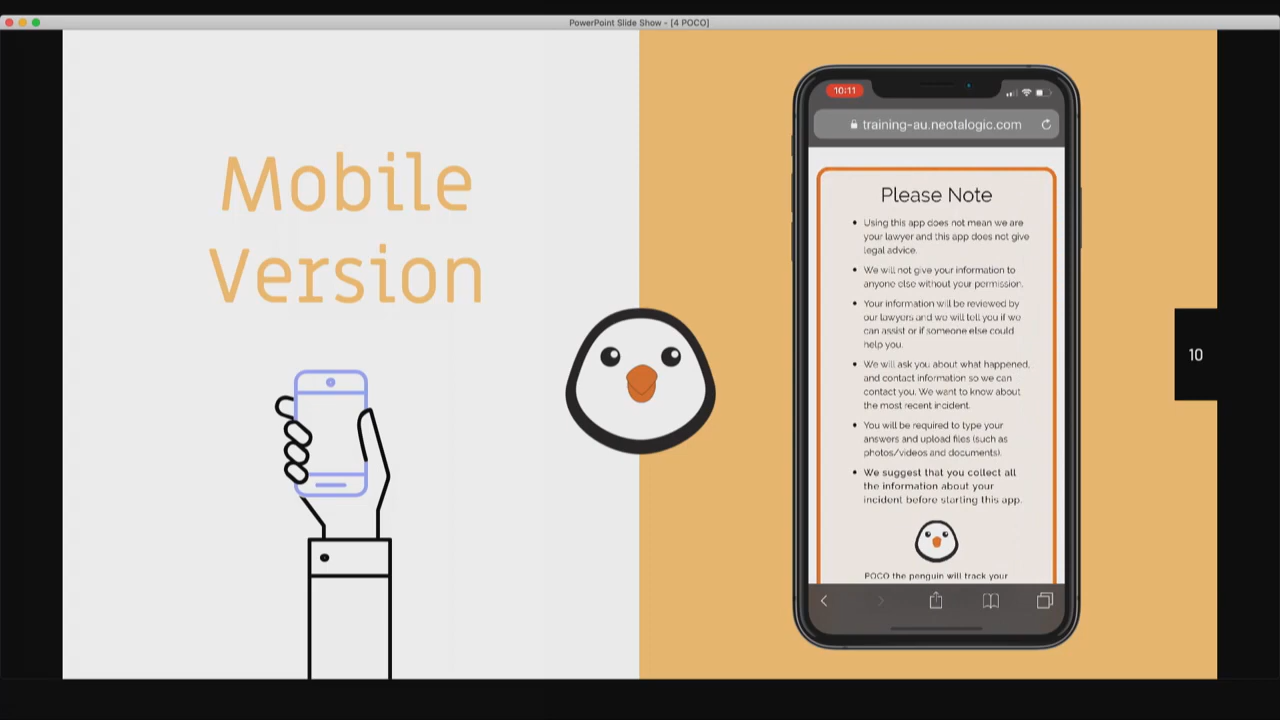 PowerPoint Slide Show - [4 POCO]
Mobile
Version
10:11
training-au.neotalogic.com
Please Note
• Using this app does not mean we are
your lawyer and this app does not give
legal advice.
• We will not give your information to
anyone else without your permission.
• Your information will be reviewed by
our lawyers and we will tell you if we
can assist or if someone else could
help you.
• We will ask you about what happened,
and contact information so we can
contact you. We want to know about
the most recent incident.
• You will be required to type your
answers and upload files (such as
photos/videos and documents).
• We suggest that you collect all
the information about your
incident before starting this app.
POCO the penguin will track your
10